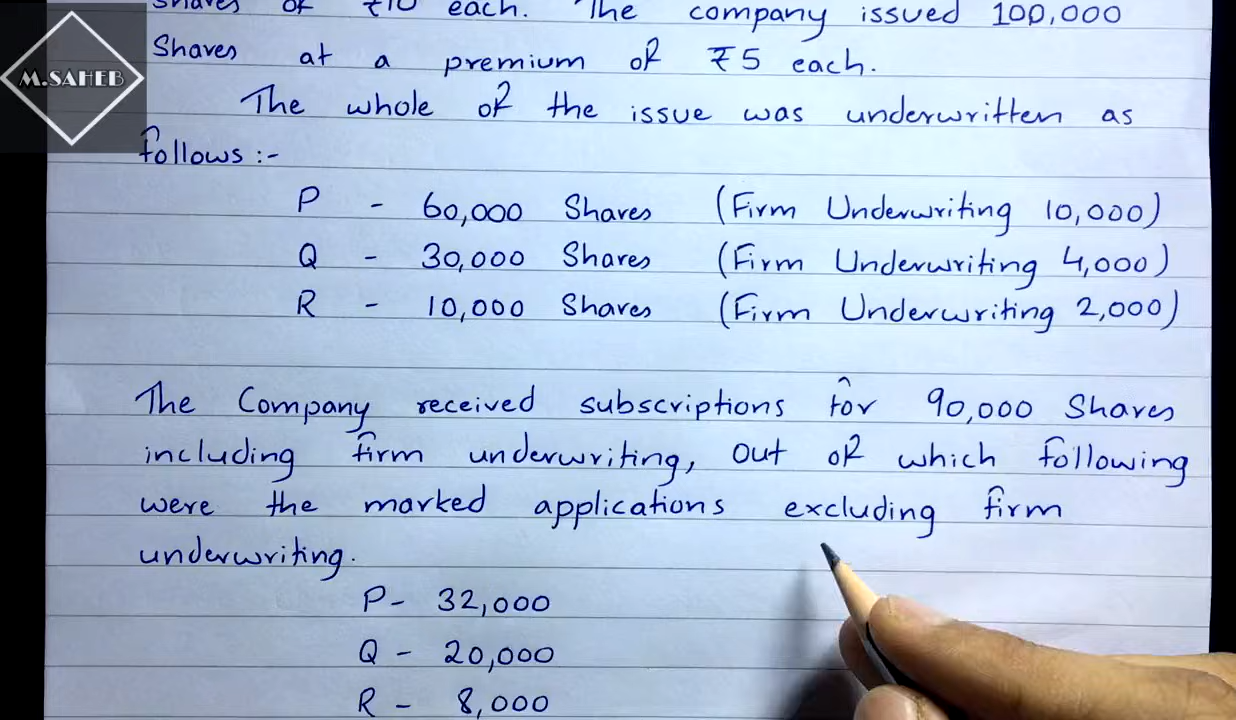 shares of ₹10 each. The company issued 100,000
Shares at a premium of ₹5 each.
M.SAHEB
The whole of the issue was underwritten as
follows :-
P - 60,000 Shares (Firm Underwriting 10,000)
Q - 30,000 Shares (Firm Underwriting 4,000)
R - 10,000 Shares (Firm Underwriting 2,000)
The Company received subscriptions for 90,000 Shares
including firm underwriting, out of which following
were the marked applications excluding firm
underwriting.
P - 32,000
Q - 20,000
R - 8,000